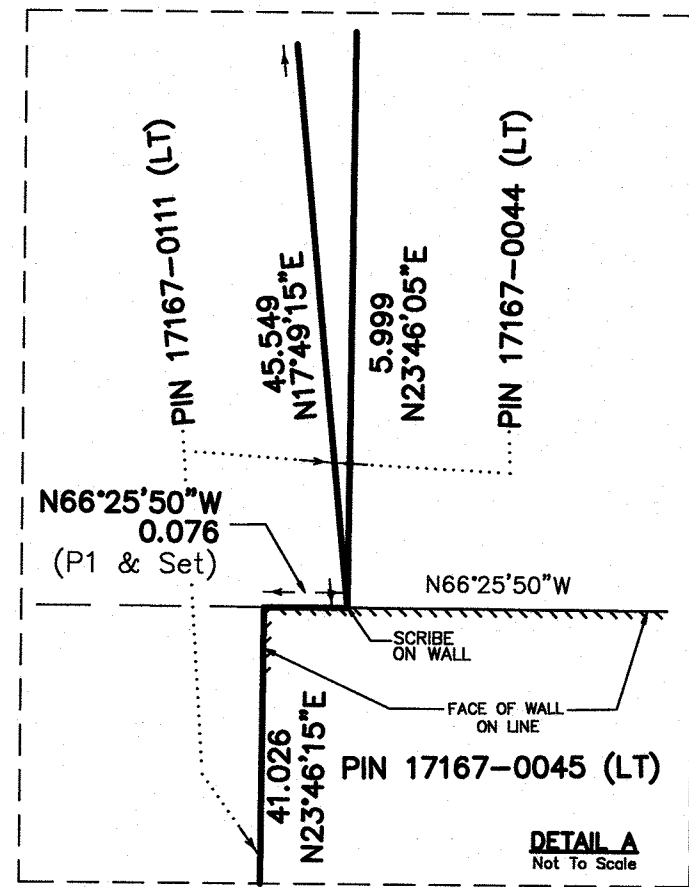 PIN 17167-0111 (LT)
45.549
N17°49'15"E
5.999
N23°46'05"E
PIN 17167-0044 (LT)
N66°25'50"W
0.076
(P1 & Set)
N66°25'50"W
SCRIBE
ON WALL
FACE OF WALL
ON LINE
41.026
N23°46'15"E
PIN 17167-0045 (LT)
DETAIL A
Not To Scale